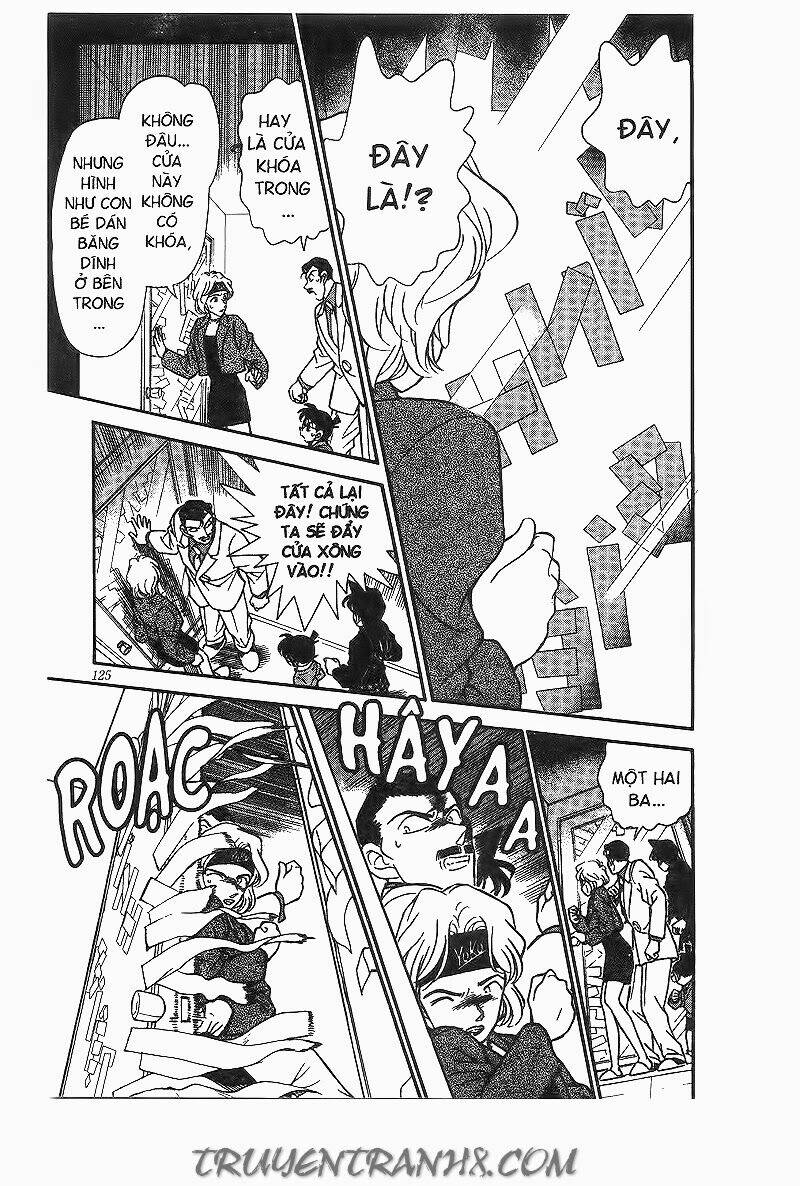 ĐÂY,
ĐÂY
LÀ!?
HAY
LÀ CỬA
KHÓA
TRONG
...
KHÔNG
ĐÂU...
CỬA
NÀY
KHÔNG
CÓ
KHÓA,
NHƯNG
HÌNH
NHƯ CON
BÉ DÁN
BĂNG
DÍNH
Ở BÊN
TRONG
...
TẤT CẢ LẠI
ĐÂY! CHÚNG
TA SẼ ĐẨY
CỬA XÔNG
VÀO!!
125
MỘT HAI
BA...
HÂYAA
Yoko
ROẠC
TRUYENTRANH8.COM